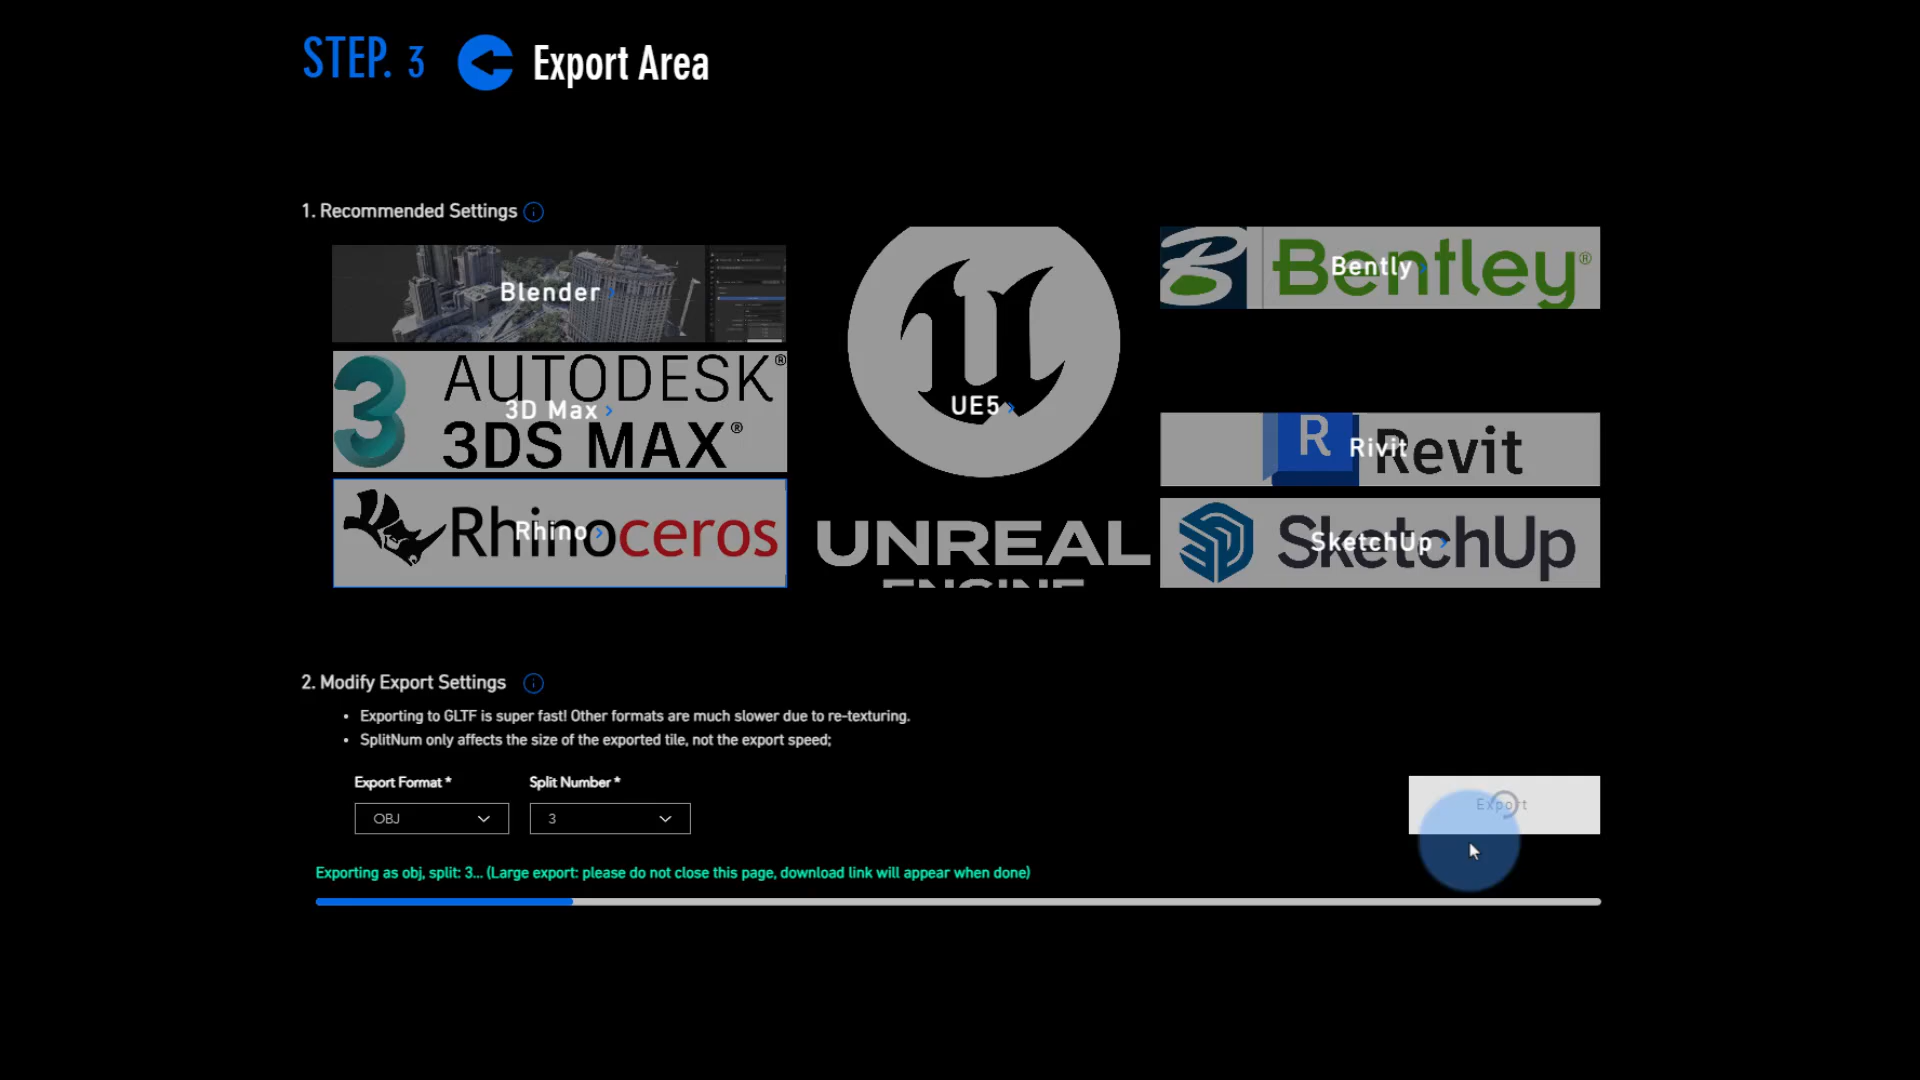 STEP. 3
Export Area
1. Recommended Settings
Blender
AUTODESK®
3D Max
3DS MAX®
Rhinoceros
Rhino
UE5
UNREAL
ENGINE
Bentley®
Bently
Revit
Rivit
SketchUp
SketchUp
2. Modify Export Settings
• Exporting to GLTF is super fast! Other formats are much slower due to re-texturing.
• SplitNum only affects the size of the exported tile, not the export speed;
Export Format *
Split Number *
OBJ
3
Export
Exporting as obj, split: 3... (Large export: please do not close this page, download link will appear when done)